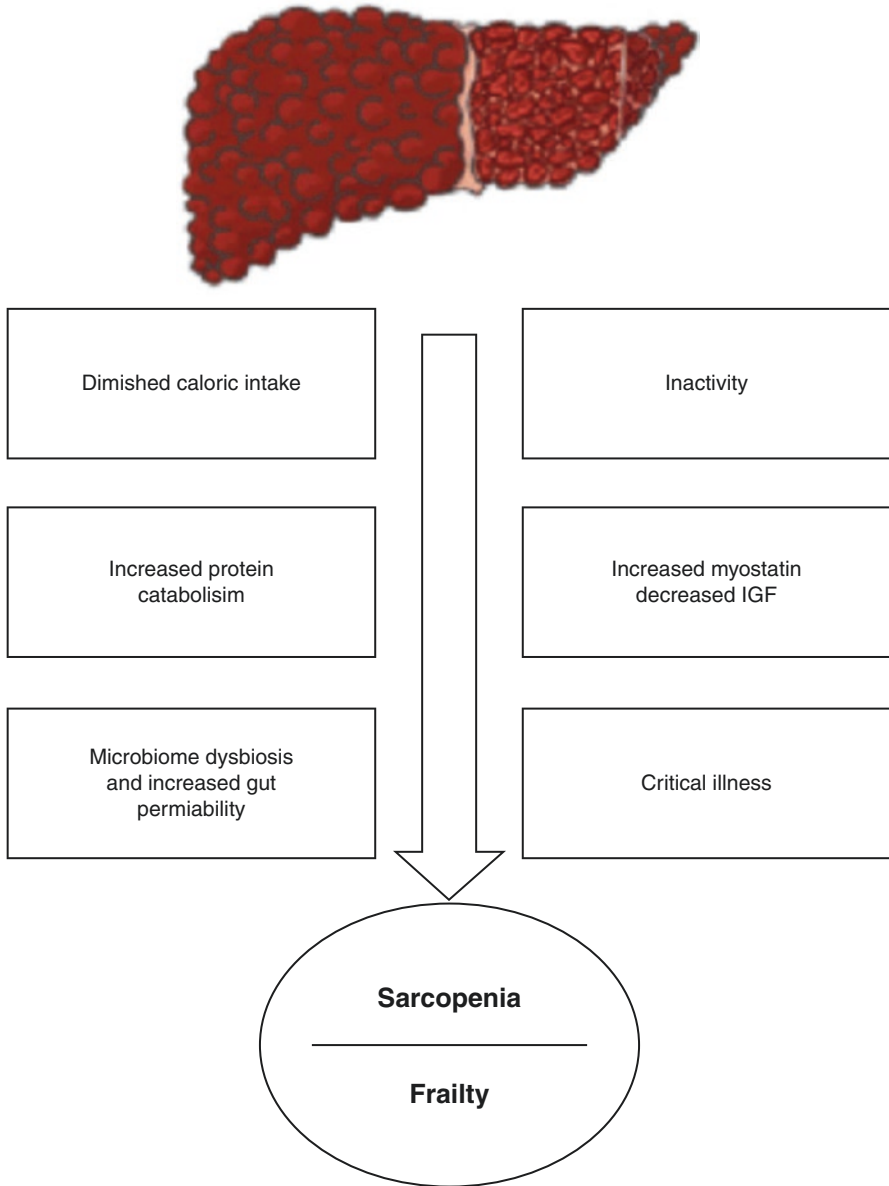 Dimished caloric intake
Inactivity
Increased protein
catabolisim
Increased myostatin
decreased IGF
Microbiome dysbiosis
and increased gut
permiability
Critical illness
Sarcopenia
Frailty